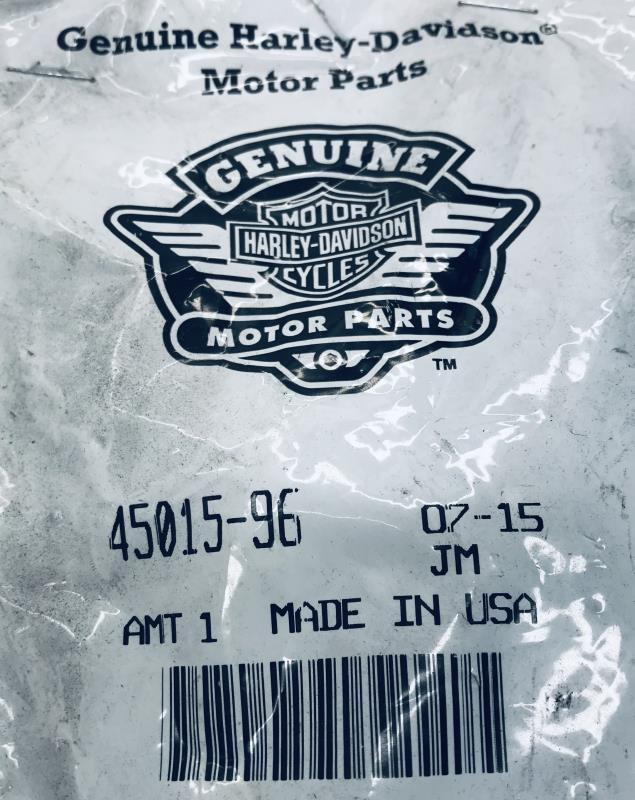 Genuine Harley-Davidson®
Motor Parts
GENUINE
MOTOR
HARLEY-DAVIDSON
CYCLES
MOTOR PARTS
TM
45015-96 07-15
JM
AMT 1 MADE IN USA